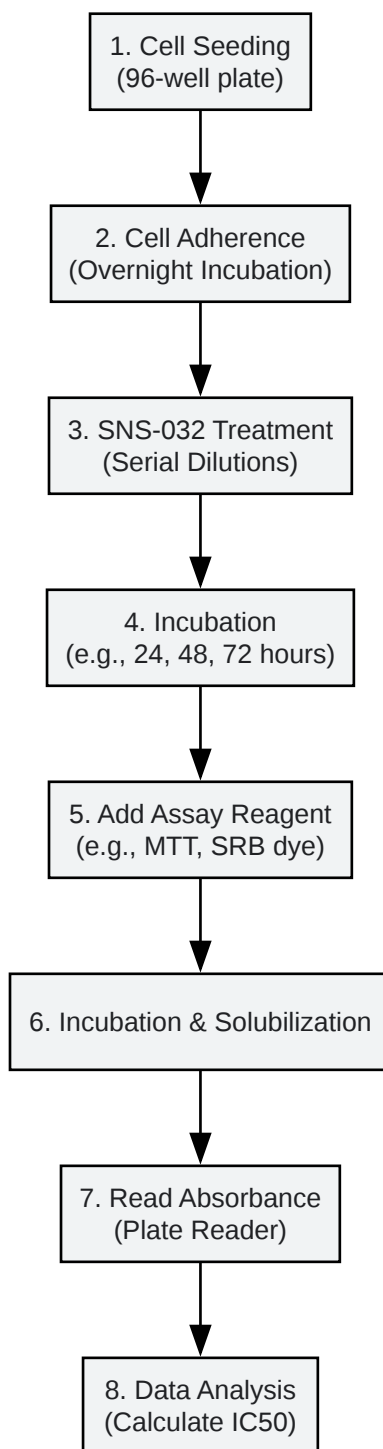 1. Cell Seeding
(96-well plate)
2. Cell Adherence
(Overnight Incubation)
3. SNS-032 Treatment
(Serial Dilutions)
4. Incubation
(e.g., 24, 48, 72 hours)
5. Add Assay Reagent
(e.g., MTT, SRB dye)
6. Incubation & Solubilization
7. Read Absorbance
(Plate Reader)
8. Data Analysis
(Calculate IC50)